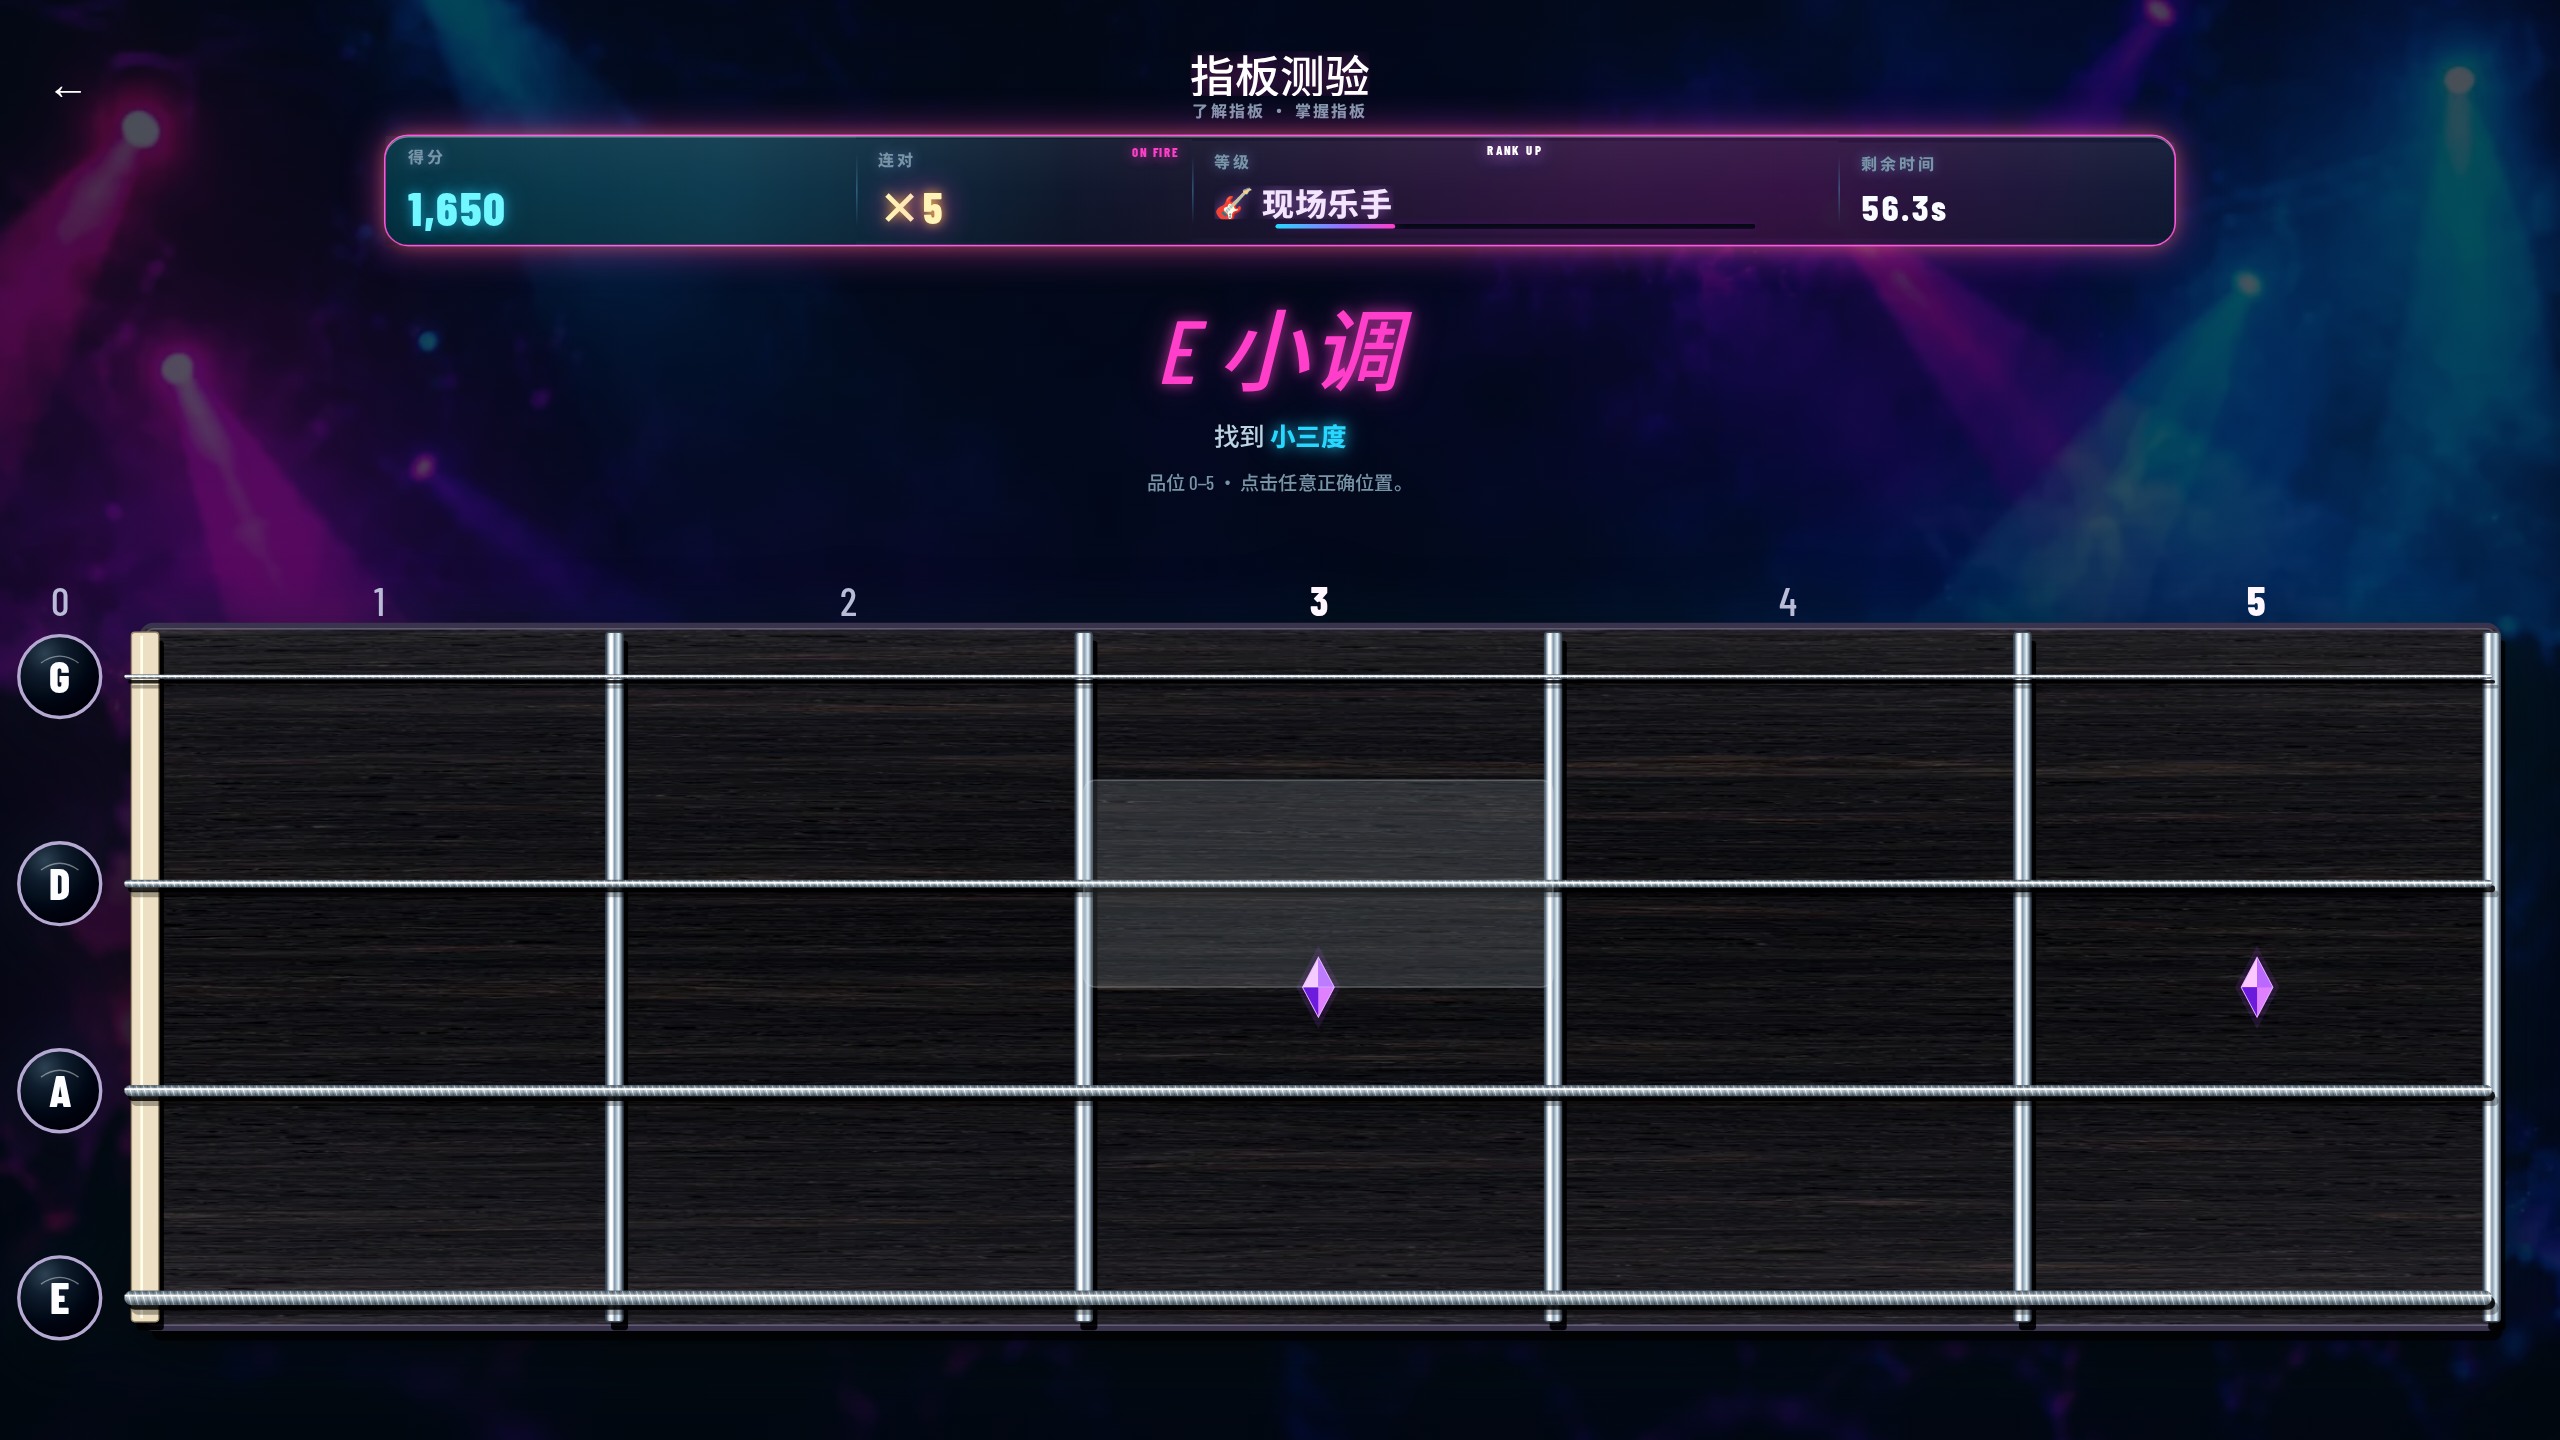 ←
指板测验
了解指板 • 掌握指板
得分
1,650
连对
ON FIRE
×5
等级
RANK UP
🎸 现场乐手
剩余时间
56.3s
E 小调
找到 小三度
品位 0–5 • 点击任意正确位置。
0 1 2 3 4 5
G
D
A
E